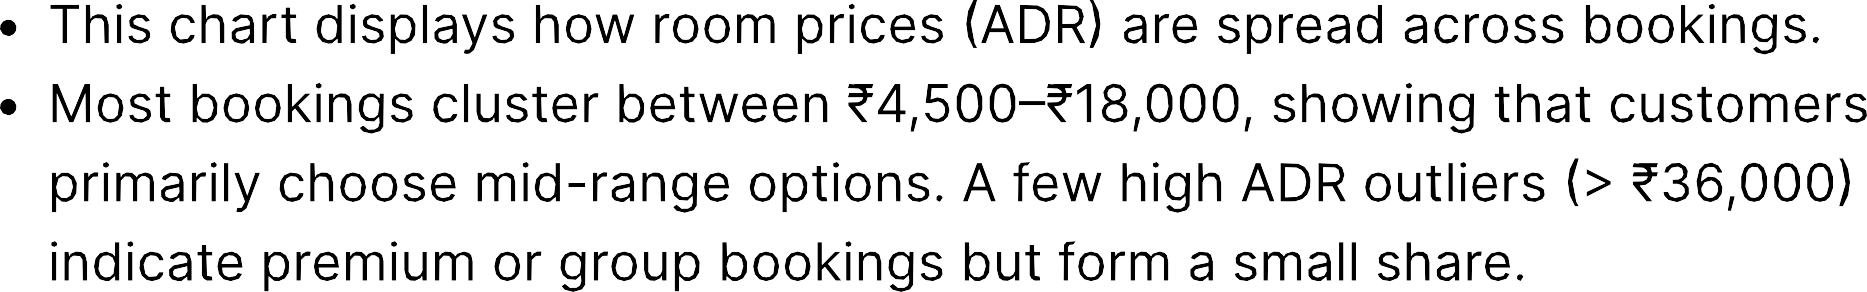 • This chart displays how room prices (ADR) are spread across bookings.
• Most bookings cluster between ₹4,500–₹18,000, showing that customers
primarily choose mid-range options. A few high ADR outliers (> ₹36,000)
indicate premium or group bookings but form a small share.